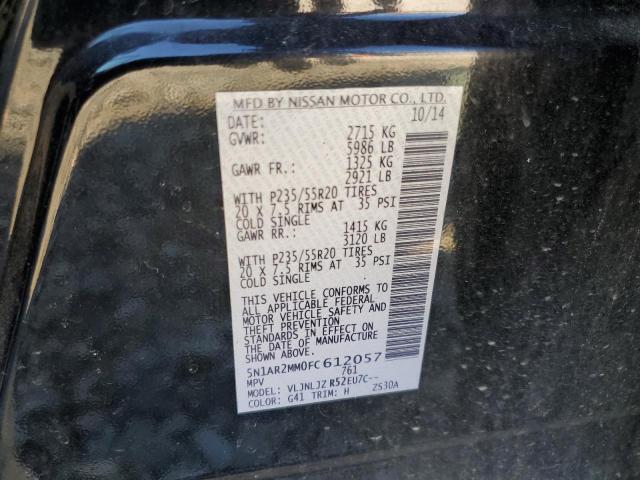 MFD BY NISSAN MOTOR CO., LTD.
DATE: 10/14
GVWR: 2715 KG
5986 LB
GAWR FR.: 1325 KG
2921 LB
WITH P235/55R20 TIRES
20 X 7.5 RIMS AT 35 PSI
COLD SINGLE
GAWR RR.: 1415 KG
3120 LB
WITH P235/55R20 TIRES
20 X 7.5 RIMS AT 35 PSI
COLD SINGLE
THIS VEHICLE CONFORMS TO
ALL APPLICABLE FEDERAL
MOTOR VEHICLE SAFETY AND
THEFT PREVENTION
STANDARDS IN EFFECT ON
THE DATE OF MANUFACTURE
SHOWN ABOVE.
5N1AR2MM0FC612057
MPV 761
MODEL: VLJNLJZ R52EU7C--
COLOR: G41 TRIM: H ZS30A